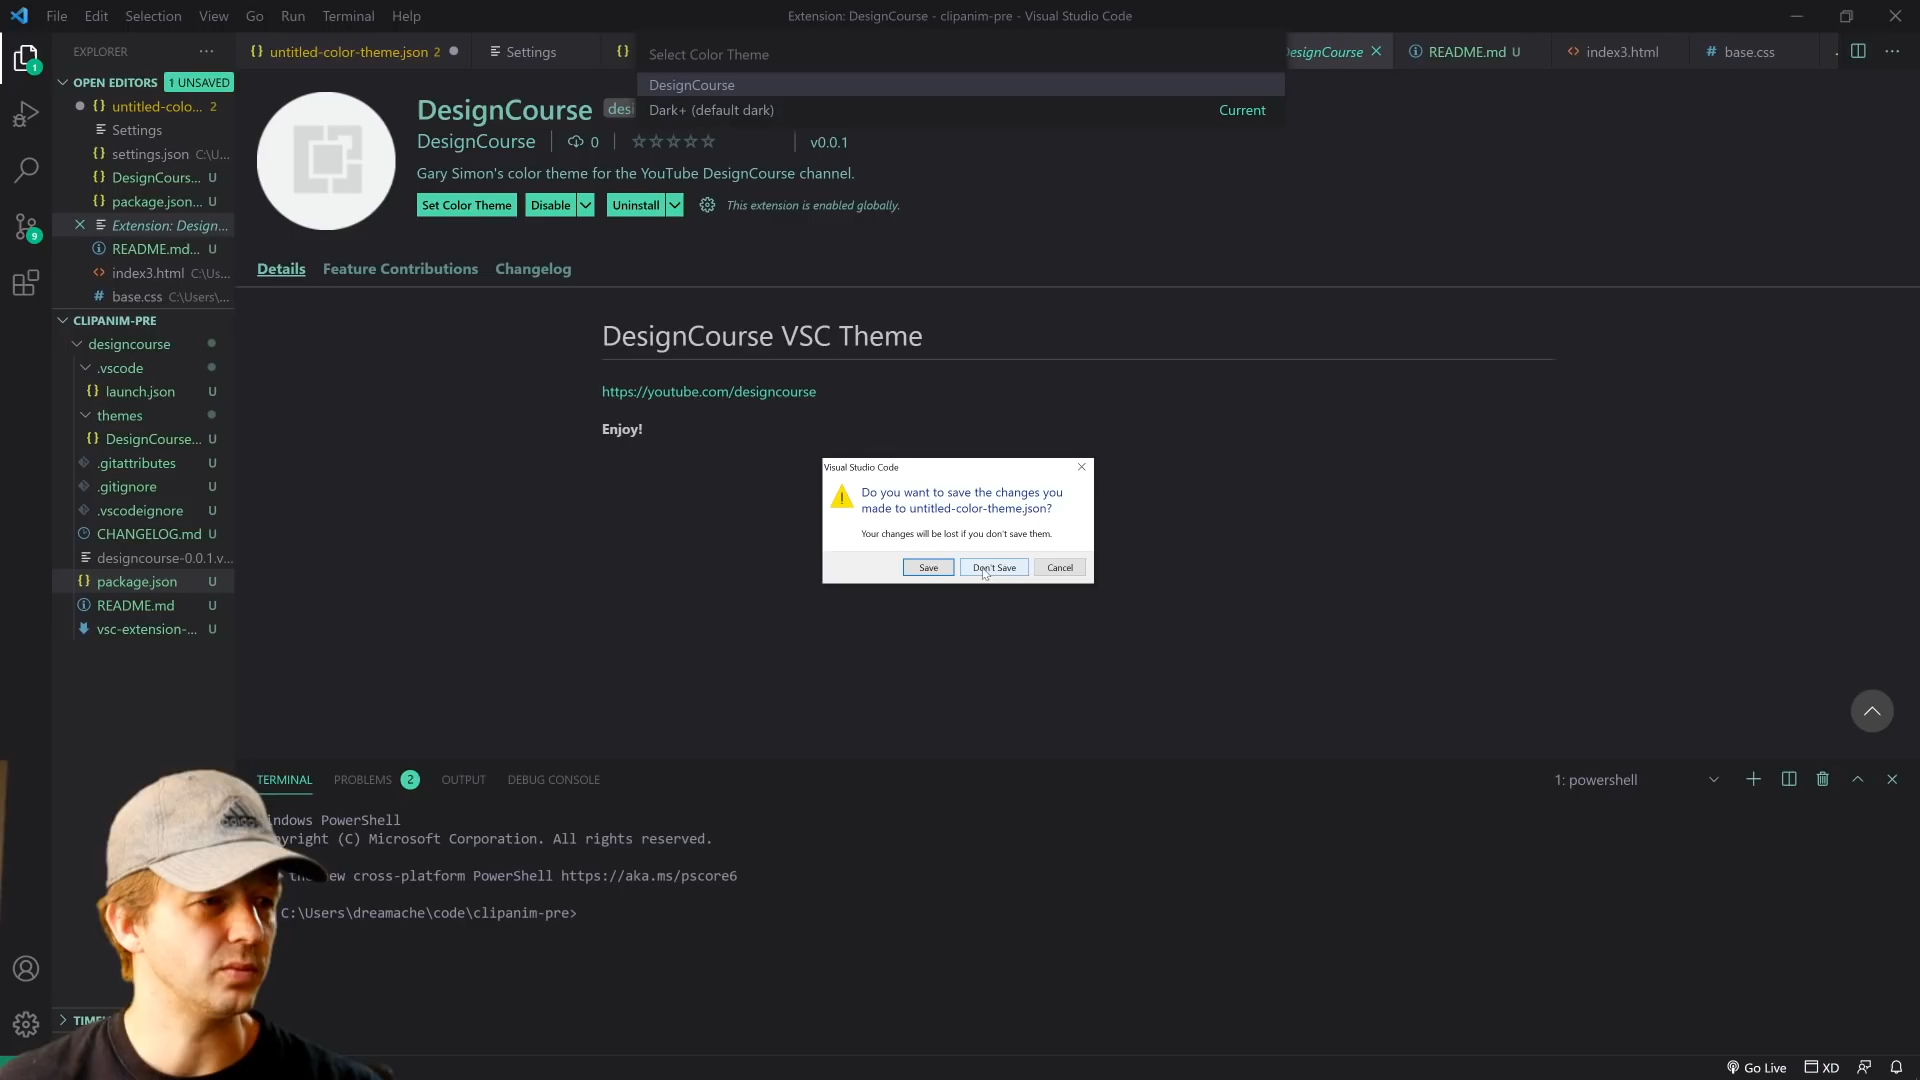 File Edit Selection View Go Run Terminal Help
Extension: DesignCourse - clipanim-pre - Visual Studio Code
EXPLORER ···
{} untitled-color-theme.json 2
Settings
{}
Select Color Theme
esignCourse
README.md U
<> index3.html
# base.css
DesignCourse
Dark+ (default dark) Current
OPEN EDITORS 1 UNSAVED
{} untitled-colo... 2
Settings
{} settings.json C:\U...
{} DesignCours... U
{} package.json... U
Extension: Design...
README.md... U
<> index3.html C:\Us...
# base.css C:\Users\...
CLIPANIM-PRE
designcourse
.vscode
{} launch.json U
themes
{} DesignCourse... U
.gitattributes U
.gitignore U
.vscodeignore U
CHANGELOG.md U
designcourse-0.0.1.v...
{} package.json U
README.md U
vsc-extension-... U
DesignCourse desi
DesignCourse 0 v0.0.1
Gary Simon's color theme for the YouTube DesignCourse channel.
Set Color Theme Disable Uninstall This extension is enabled globally.
Details Feature Contributions Changelog
DesignCourse VSC Theme
https://youtube.com/designcourse
Enjoy!
Visual Studio Code
Do you want to save the changes you
made to untitled-color-theme.json?
Your changes will be lost if you don't save them.
Save Don't Save Cancel
TERMINAL PROBLEMS 2 OUTPUT DEBUG CONSOLE
1: powershell
indows PowerShell
pyright (C) Microsoft Corporation. All rights reserved.
new cross-platform PowerShell https://aka.ms/pscore6
C:\Users\dreamache\code\clipanim-pre>
1
9
TIME
Go Live XD